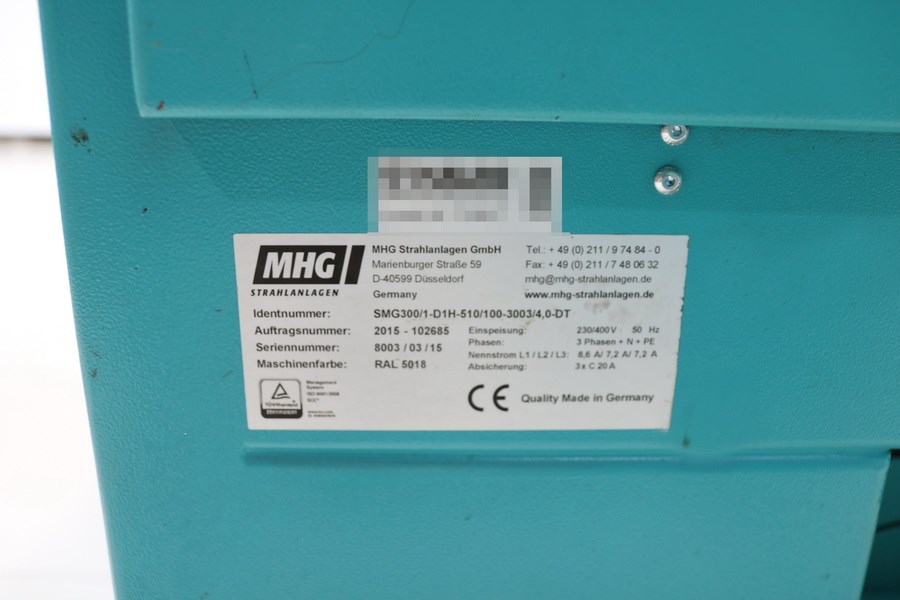 MHG
STRAHLANLAGEN
MHG Strahlanlagen GmbH
Marienburger Straße 59
D-40599 Düsseldorf
Germany
Tel.: + 49 (0) 211 / 9 74 84 - 0
Fax: + 49 (0) 211 / 7 48 06 32
mhg@mhg-strahlanlagen.de
www.mhg-strahlanlagen.de
Identnummer: SMG300/1-D1H-510/100-3003/4,0-DT
Auftragsnummer: 2015 - 102685
Seriennummer: 8003 / 03 / 15
Maschinenfarbe: RAL 5018
Einspeisung: 230/400V 50 Hz
Phasen: 3 Phasen + N + PE
Nennstrom L1 / L2 / L3: 8,6 A/ 7,2 A/ 7,2 A
Absicherung: 3 x C 20 A
Management
System
CE Quality Made in Germany